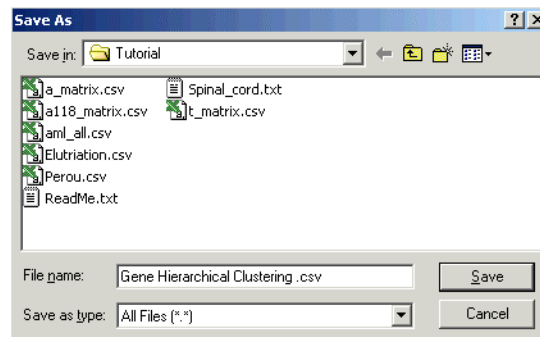 Save As
Save in: Tutorial
a_matrix.csv
a118_matrix.csv
aml_all.csv
Elutriation.csv
Perou.csv
ReadMe.txt
Spinal_cord.txt
t_matrix.csv
File name: Gene Hierarchical Clustering .csv Save
Save as type: All Files (*.*) Cancel